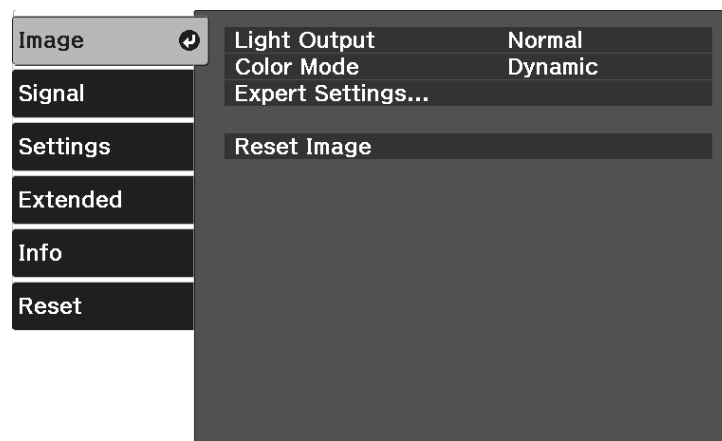 Image
Signal
Settings
Extended
Info
Reset
Light Output Normal
Color Mode Dynamic
Expert Settings...
Reset Image